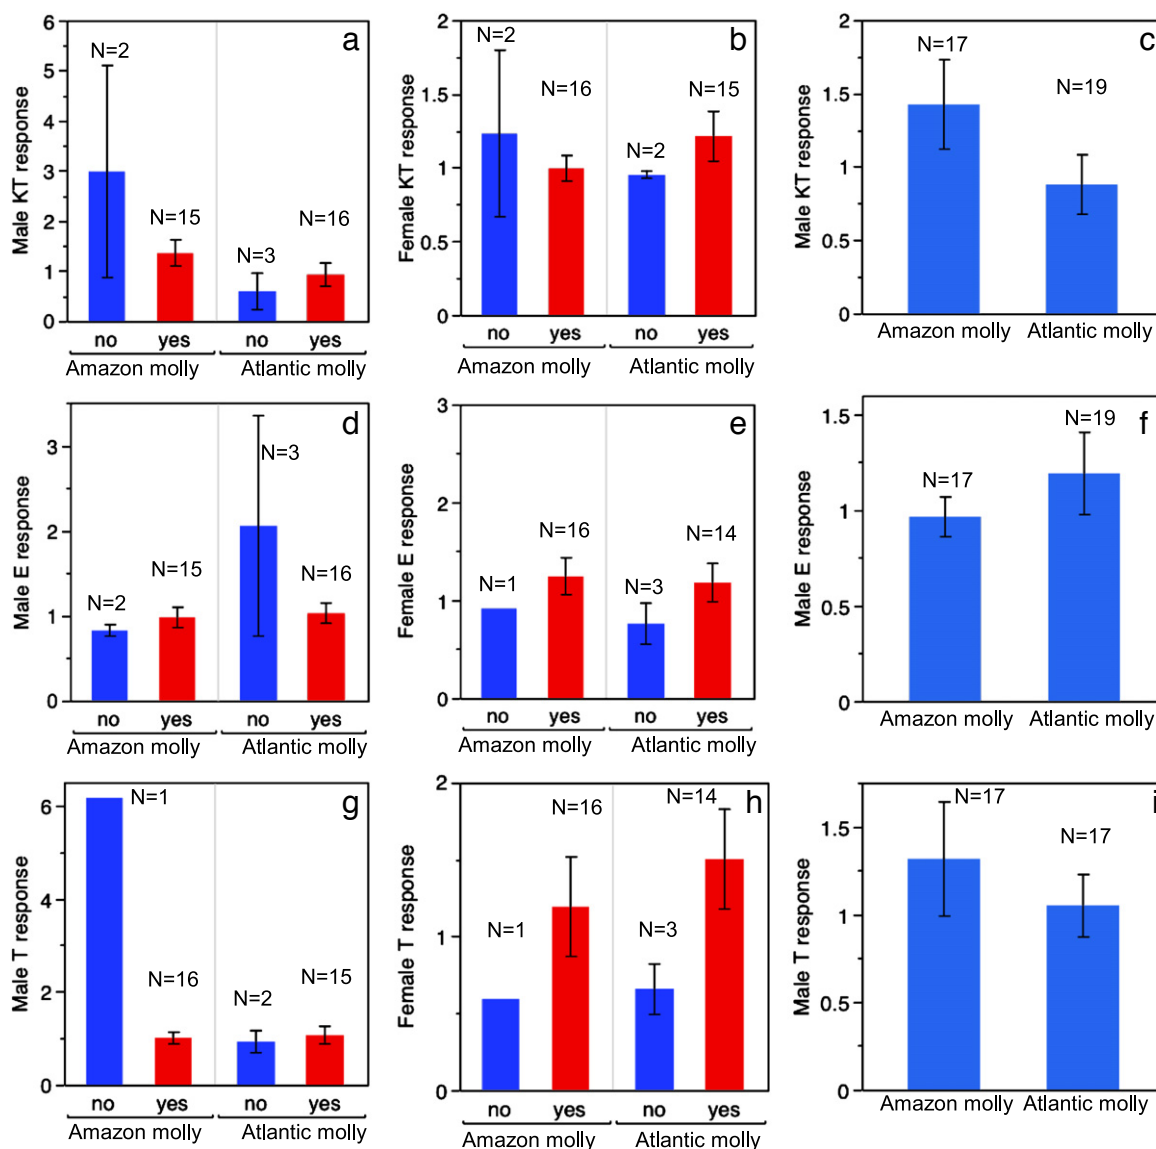 a
Male KT response
6
5
4
3
2
1
0
N=2
N=15
N=3
N=16
no yes no yes
Amazon molly Atlantic molly
b
Female KT response
2
1.5
1
0.5
0
N=2
N=16
N=2
N=15
no yes no yes
Amazon molly Atlantic molly
c
Male KT response
2
1.5
1
0.5
0
N=17
N=19
Amazon molly Atlantic molly
d
Male E response
3
2
1
0
N=2
N=15
N=3
N=16
no yes no yes
Amazon molly Atlantic molly
e
Female E response
3
2
1
0
N=1
N=16
N=3
N=14
no yes no yes
Amazon molly Atlantic molly
f
Male E response
1.5
1
0.5
0
N=17
N=19
Amazon molly Atlantic molly
g
Male T response
6
4
2
0
N=1
N=16
N=2
N=15
no yes no yes
Amazon molly Atlantic molly
h
Female T response
2
1
0
N=1
N=16
N=3
N=14
no yes no yes
Amazon molly Atlantic molly
i
Male T response
1.5
1
0.5
0
N=17
N=17
Amazon molly Atlantic molly